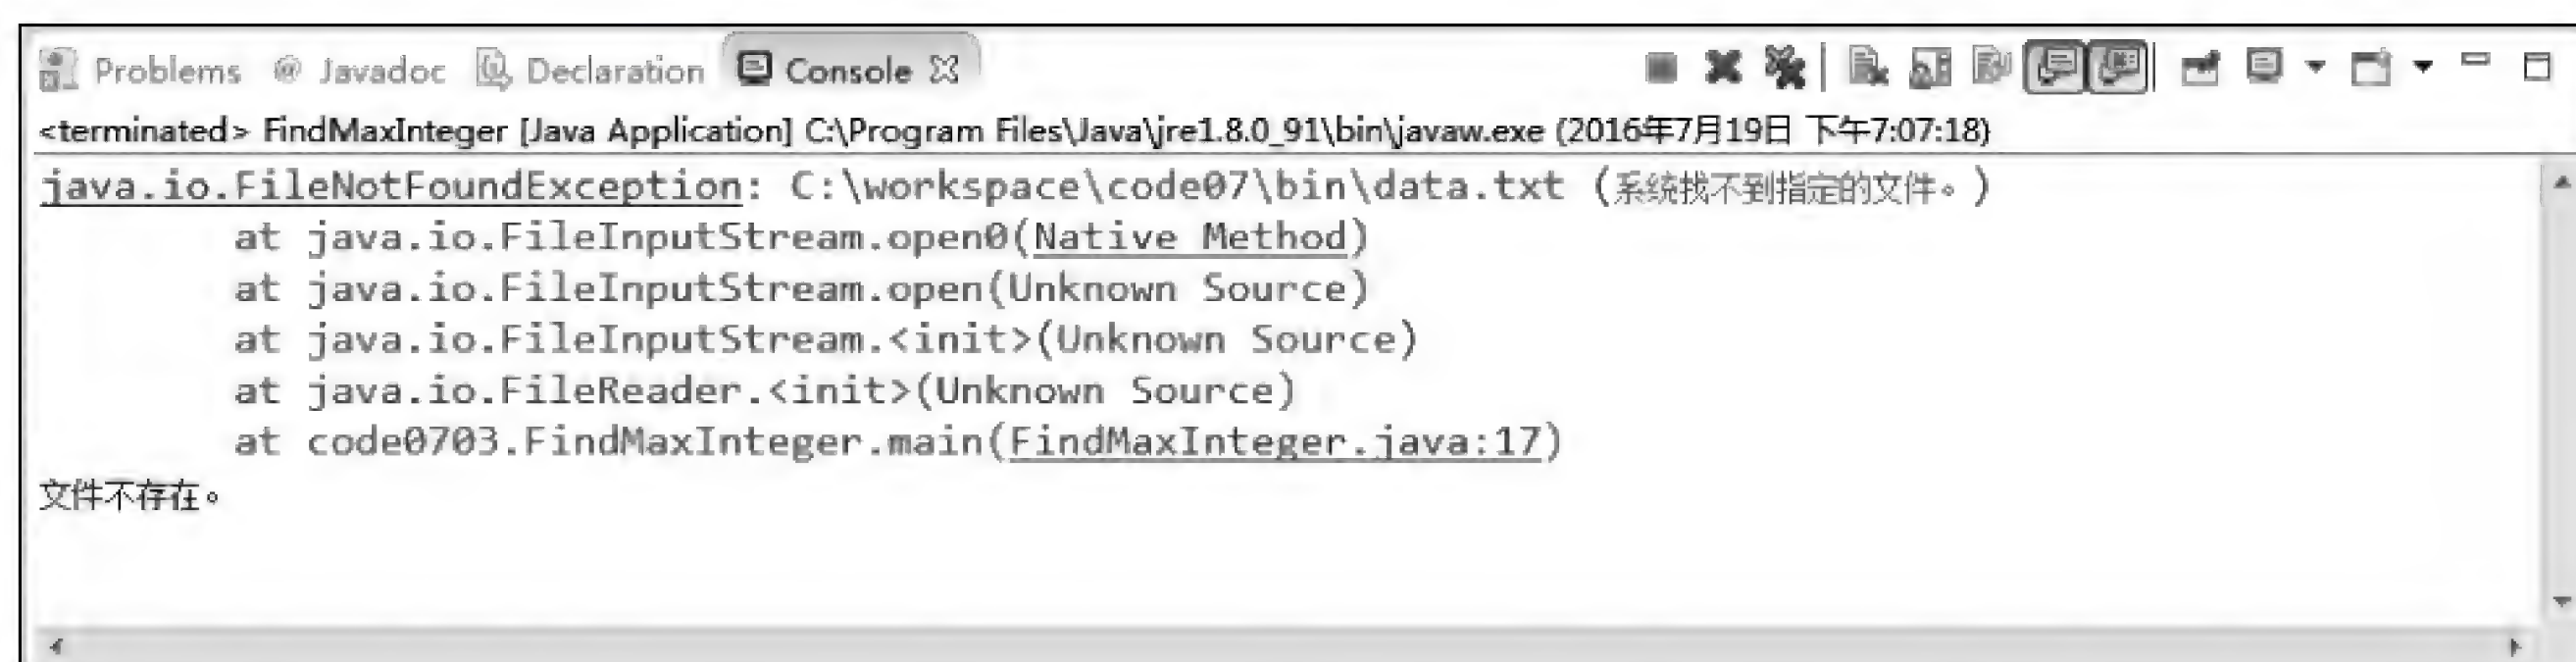 Problems @ Javadoc Declaration Console
<terminated> FindMaxInteger [Java Application] C:\Program Files\Java\jre1.8.0_91\bin\javaw.exe (2016年7月19日 下午7:07:18)
java.io.FileNotFoundException: C:\workspace\code07\bin\data.txt (系统找不到指定的文件。)
at java.io.FileInputStream.open0(Native Method)
at java.io.FileInputStream.open(Unknown Source)
at java.io.FileInputStream.<init>(Unknown Source)
at java.io.FileReader.<init>(Unknown Source)
at code0703.FindMaxInteger.main(FindMaxInteger.java:17)
文件不存在。